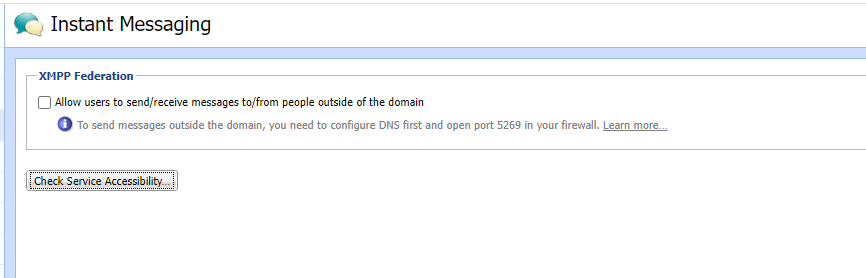 Instant Messaging
XMPP Federation
Allow users to send/receive messages to/from people outside of the domain
To send messages outside the domain, you need to configure DNS first and open port 5269 in your firewall. Learn more...
Check Service Accessibility...